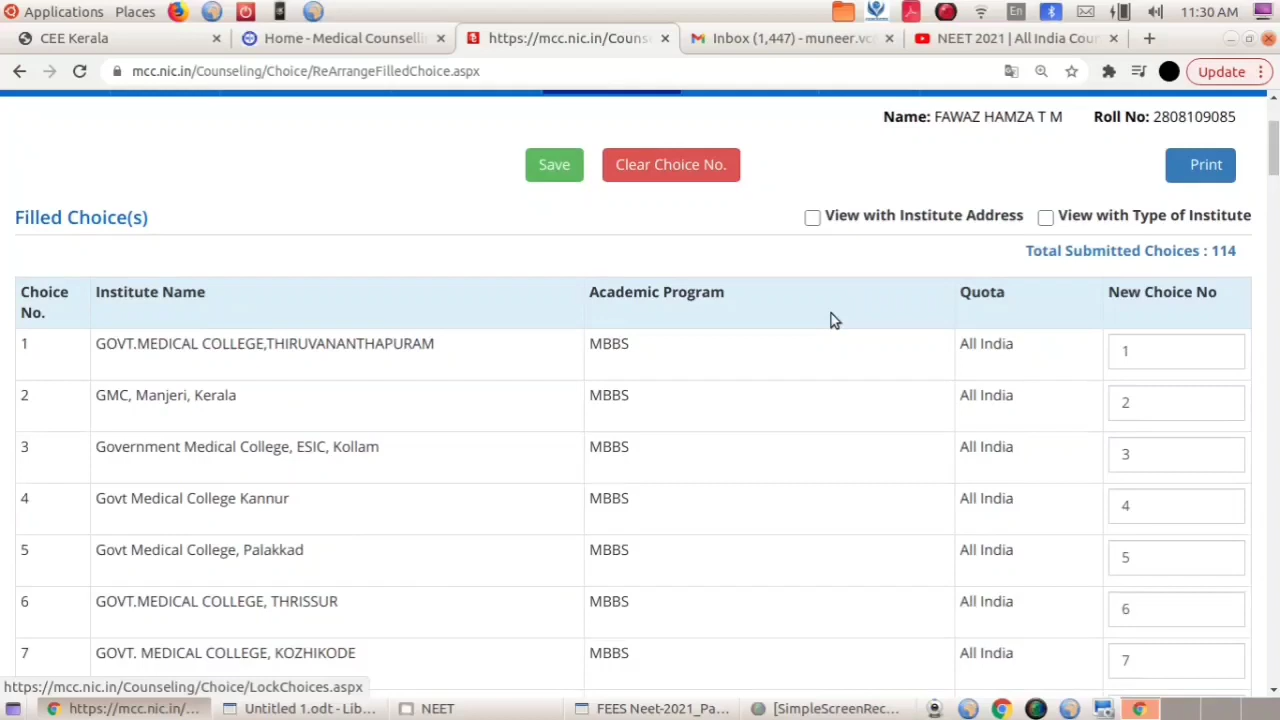 Applications Places En 11:30 AM
CEE Kerala Home - Medical Counselli https://mcc.nic.in/Couns Inbox (1,447) - muneer.vc NEET 2021 | All India Coun
mcc.nic.in/Counseling/Choice/ReArrangeFilledChoice.aspx Update
Name: FAWAZ HAMZA T M Roll No: 2808109085
Save Clear Choice No. Print
Filled Choice(s) View with Institute Address View with Type of Institute
Total Submitted Choices : 114
Choice No. Institute Name Academic Program Quota New Choice No
1 GOVT.MEDICAL COLLEGE,THIRUVANANTHAPURAM MBBS All India 1
2 GMC, Manjeri, Kerala MBBS All India 2
3 Government Medical College, ESIC, Kollam MBBS All India 3
4 Govt Medical College Kannur MBBS All India 4
5 Govt Medical College, Palakkad MBBS All India 5
6 GOVT.MEDICAL COLLEGE, THRISSUR MBBS All India 6
7 GOVT. MEDICAL COLLEGE, KOZHIKODE MBBS All India 7
https://mcc.nic.in/Counseling/Choice/LockChoices.aspx
https://mcc.nic.in/... Untitled 1.odt - Lib... NEET FEES Neet-2021_Pa... [SimpleScreenRec...